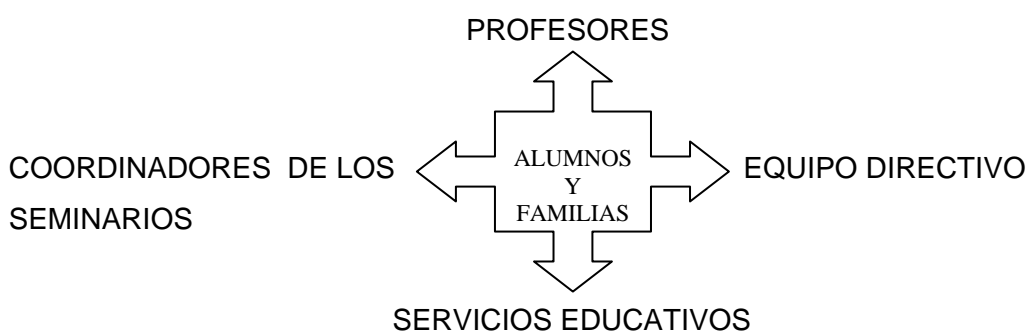 PROFESORES
COORDINADORES DE LOS
SEMINARIOS
ALUMNOS
Y
FAMILIAS
EQUIPO DIRECTIVO
SERVICIOS EDUCATIVOS